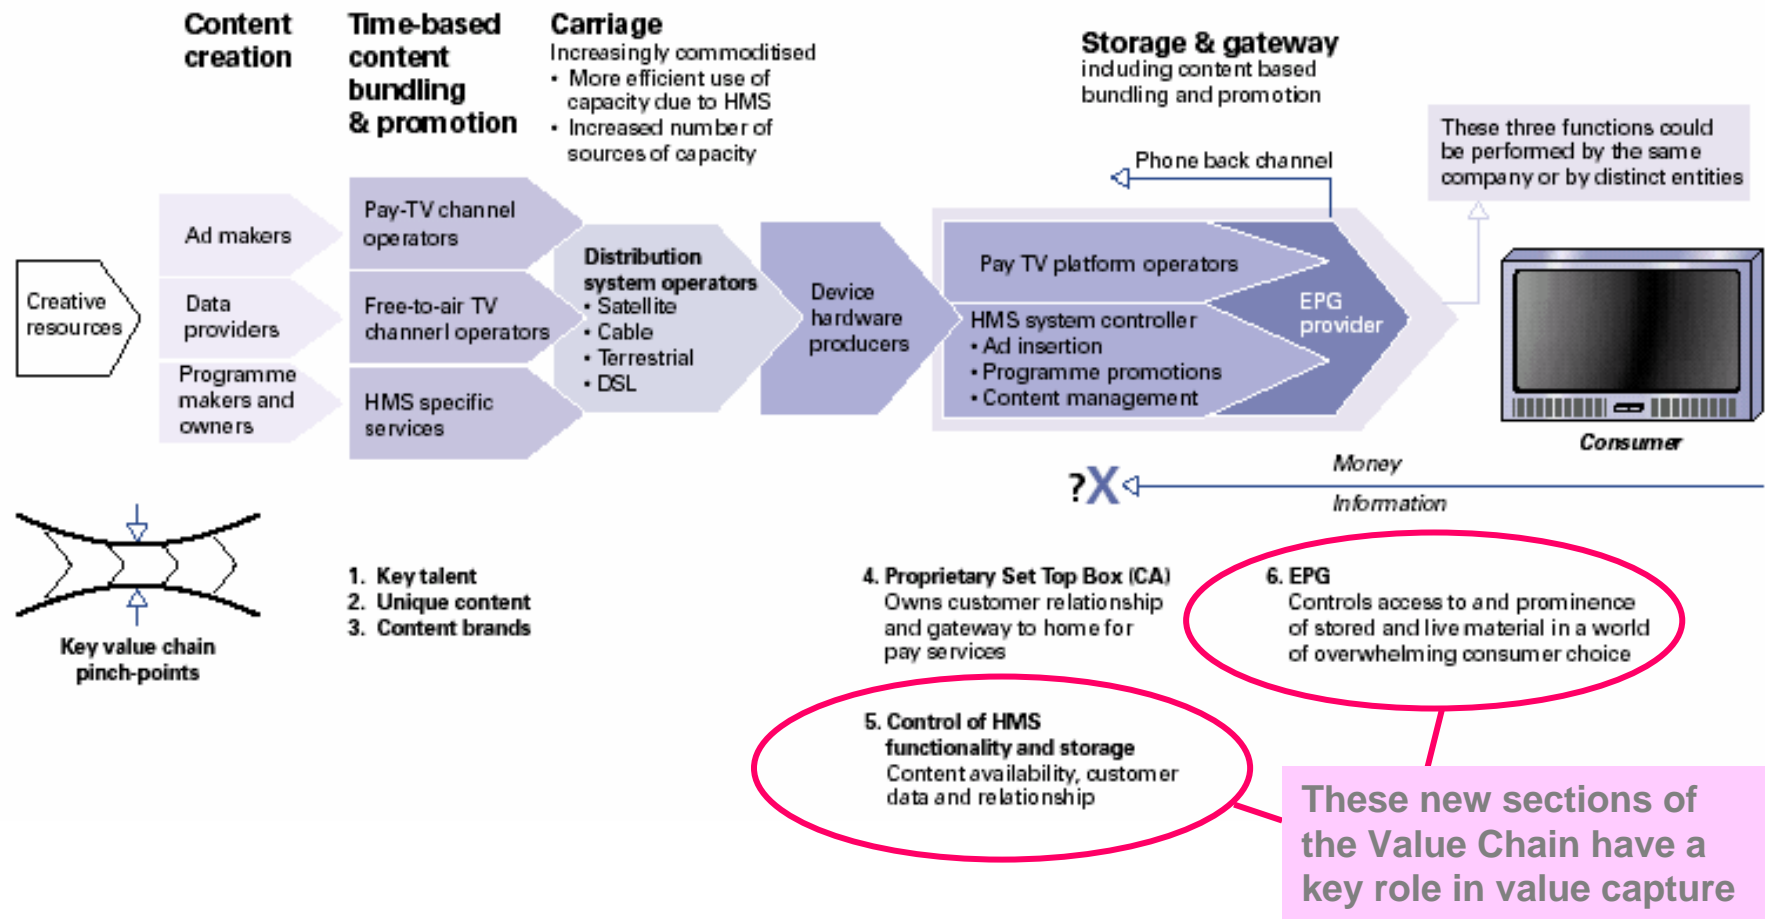 Content
creation
Time-based
content
bundling
& promotion
Carriage
Increasingly commoditised
• More efficient use of
capacity due to HMS
• Increased number of
sources of capacity
Storage & gateway
including content based
bundling and promotion
These three functions could
be performed by the same
company or by distinct entities
Phone back channel
Creative
resources
Ad makers
Data
providers
Programme
makers and
owners
Pay-TV channel
operators
Free-to-air TV
channerl operators
HMS specific
services
Distribution
system operators
• Satellite
• Cable
• Terrestrial
• DSL
Device
hardware
producers
Pay TV platform operators
HMS system controller
• Ad insertion
• Programme promotions
• Content management
EPG
provider
Consumer
Money
Information
?X
Key value chain
pinch-points
1. Key talent
2. Unique content
3. Content brands
4. Proprietary Set Top Box (CA)
Owns customer relationship
and gateway to home for
pay services
5. Control of HMS
functionality and storage
Content availability, customer
data and relationship
6. EPG
Controls access to and prominence
of stored and live material in a world
of overwhelming consumer choice
These new sections of
the Value Chain have a
key role in value capture